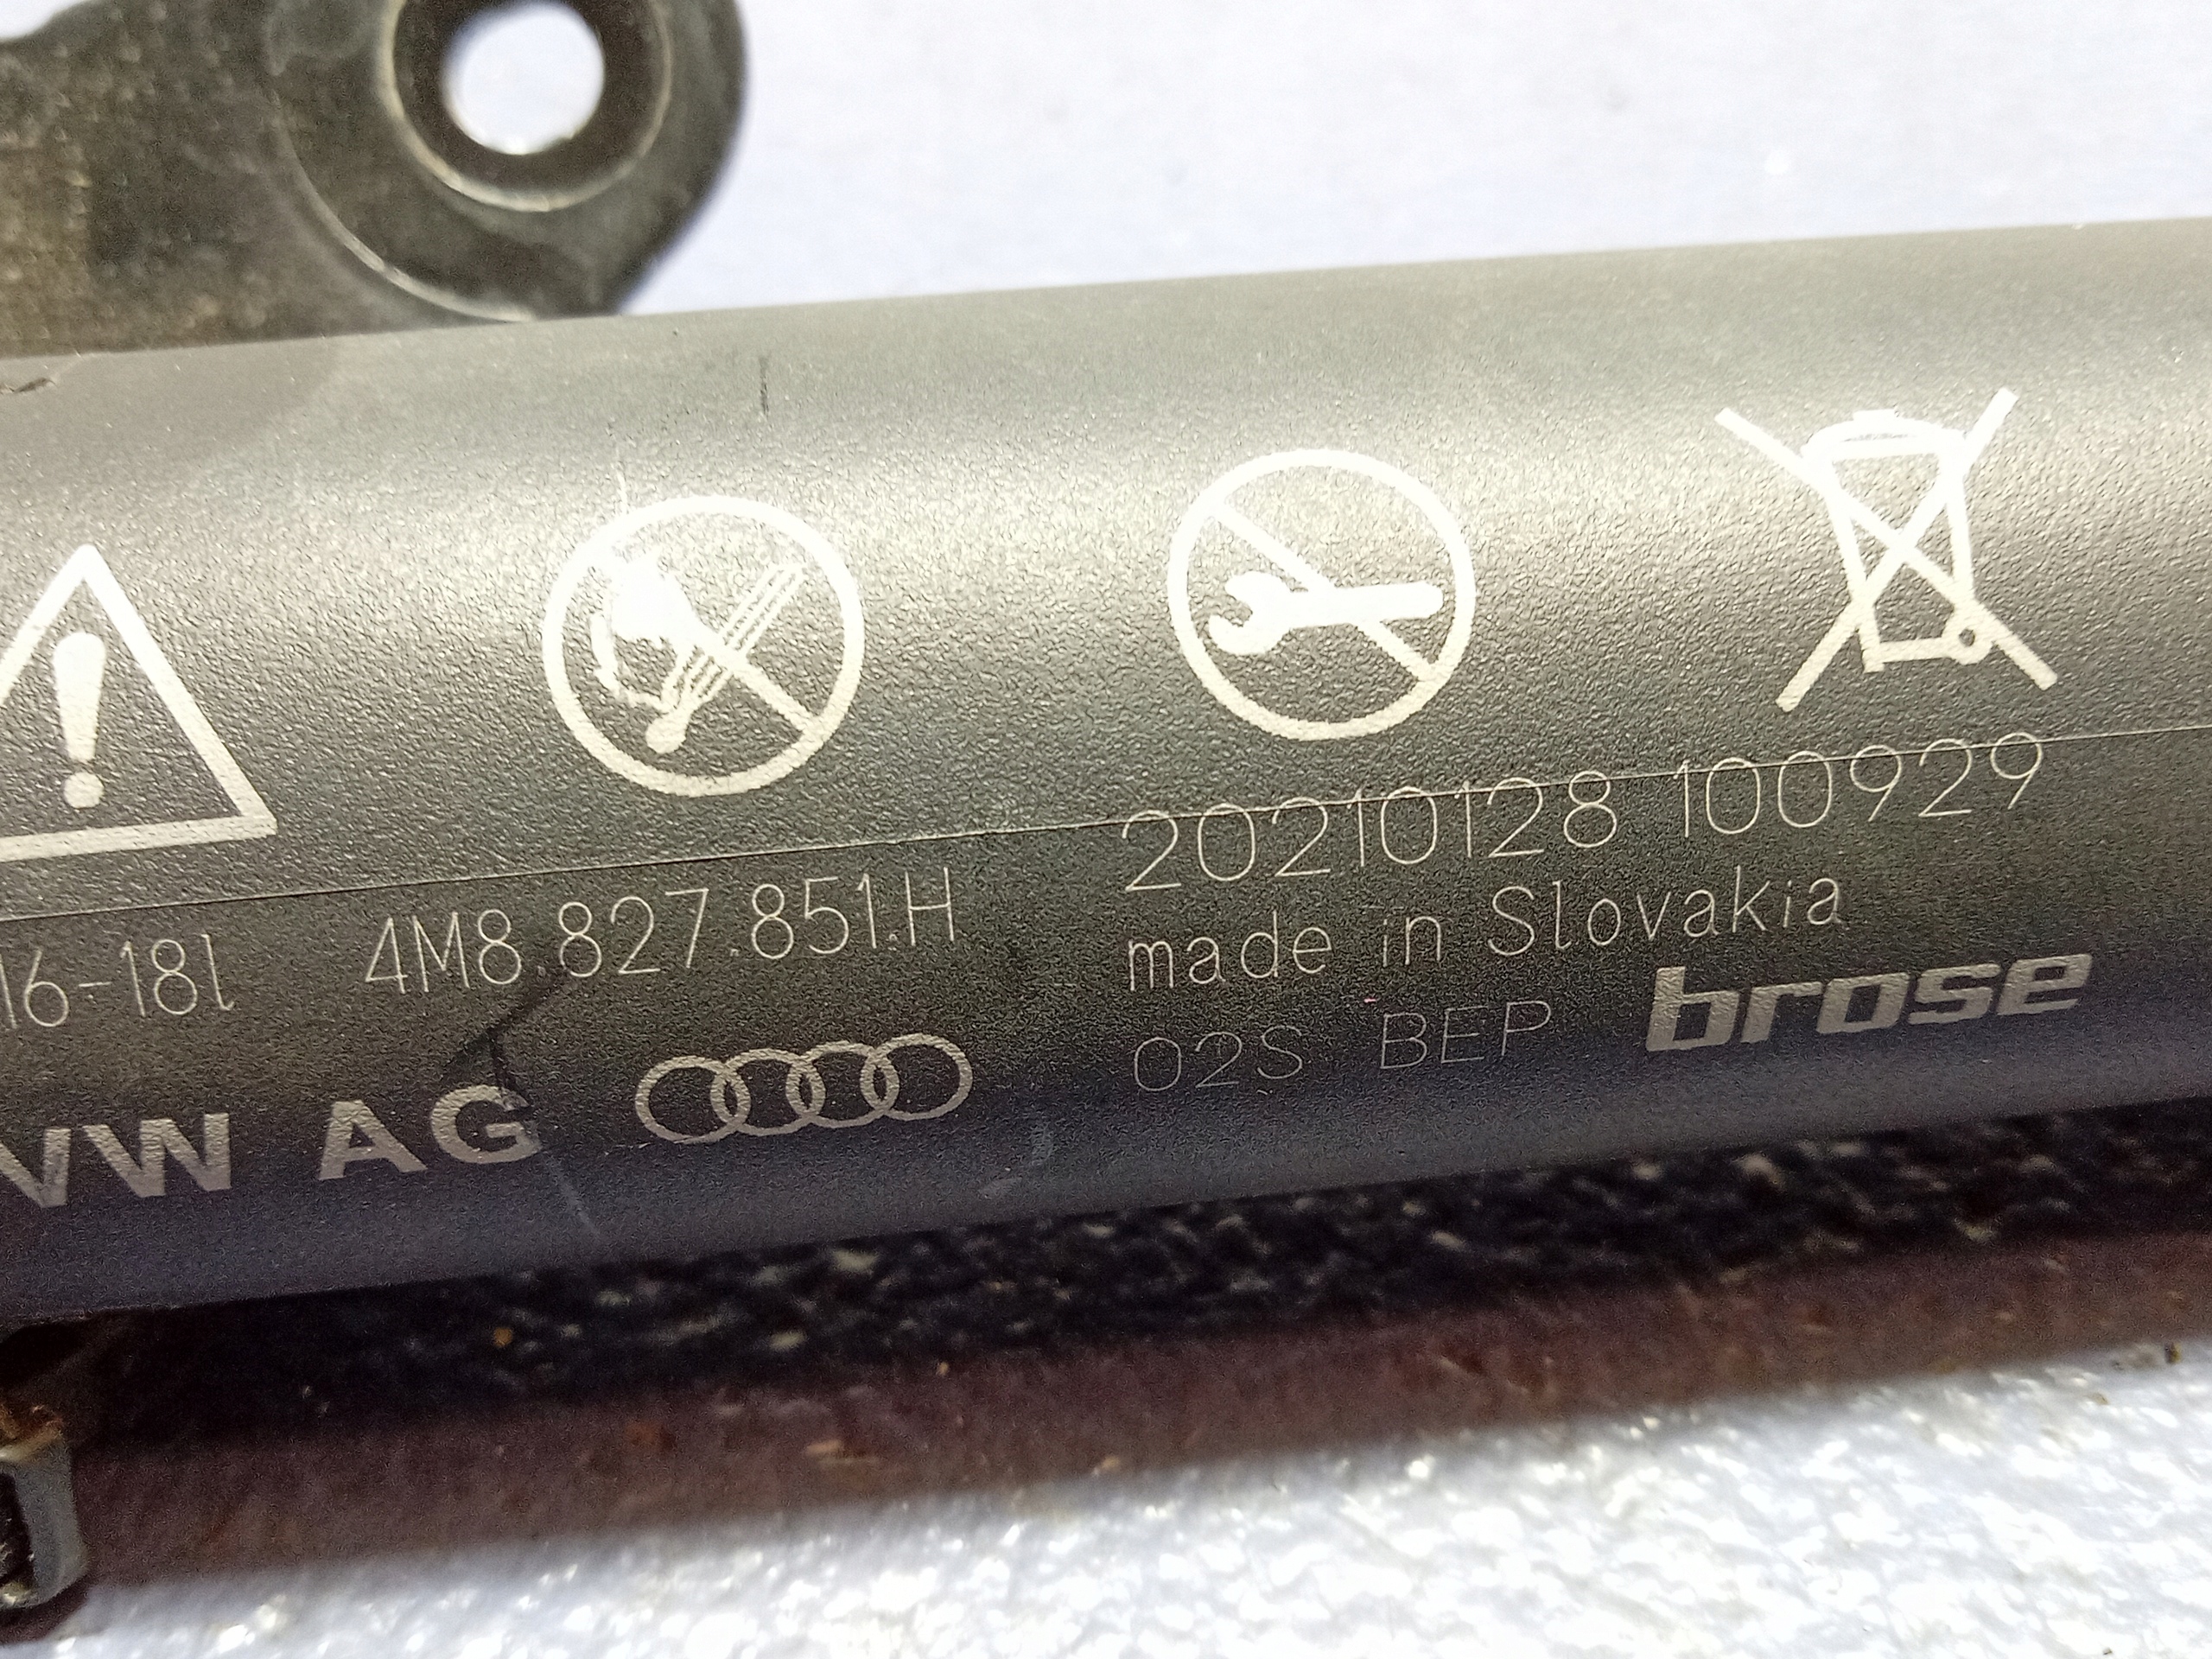 20210128 100929
16-18l 4M8.827.851.H
made in Slovakia
VW AG
02S BEP brose